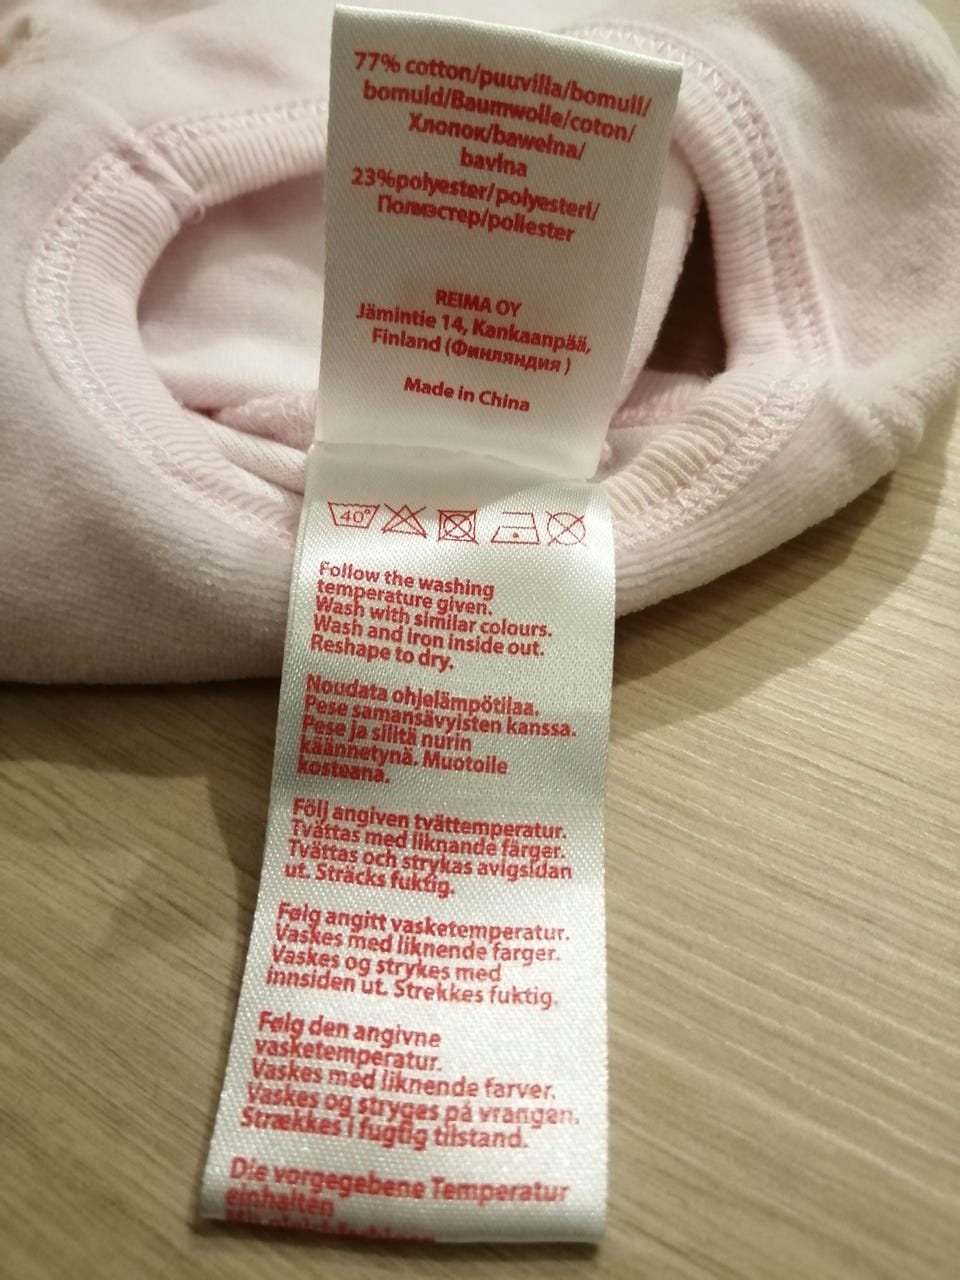 77% cotton/puuvilla/bomull/
bomuld/Baumwolle/coton/
Хлопок/bawełna/
bavlna
23%polyester/polyesteri/
Полиэстер/poliester
REIMA OY
Jämintie 14, Kankaanpää,
Finland (Финляндия )
Made in China
40°
Follow the washing
temperature given.
Wash with similar colours.
Wash and iron inside out.
Reshape to dry.
Noudata ohjelämpötilaa.
Pese samansävyisten kanssa.
Pese ja silitä nurin
käännetynä. Muotoile
kosteana.
Följ angiven tvättemperatur.
Tvättas med liknande färger.
Tvättas och strykas avigsidan
ut. Sträcks fuktig.
Følg angitt vasketemperatur.
Vaskes med liknende farger.
Vaskes og strykes med
innsiden ut. Strekkes fuktig.
Følg den angivne
vasketemperatur.
Vaskes med liknende farver.
Vaskes og stryges på vrangen.
Strækkes i fugtig tilstand.
Die vorgegebene Temperatur
einhalten